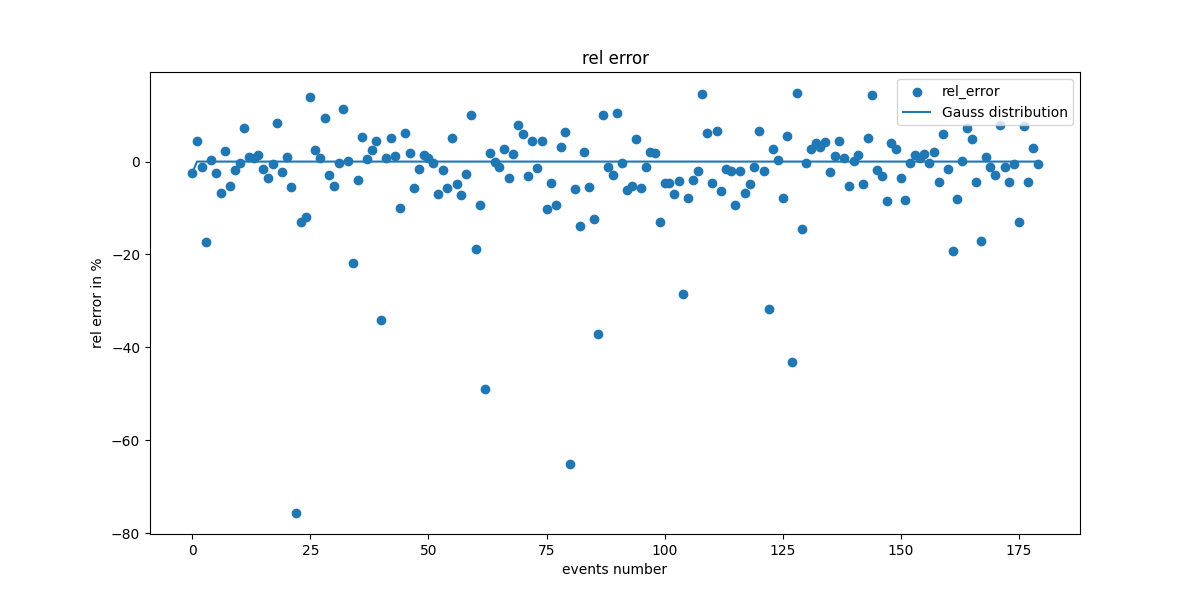 rel error
rel_error
Gauss distribution
rel error in %
0
−20
−40
−60
−80
0
25
50
75
100
125
150
175
events number